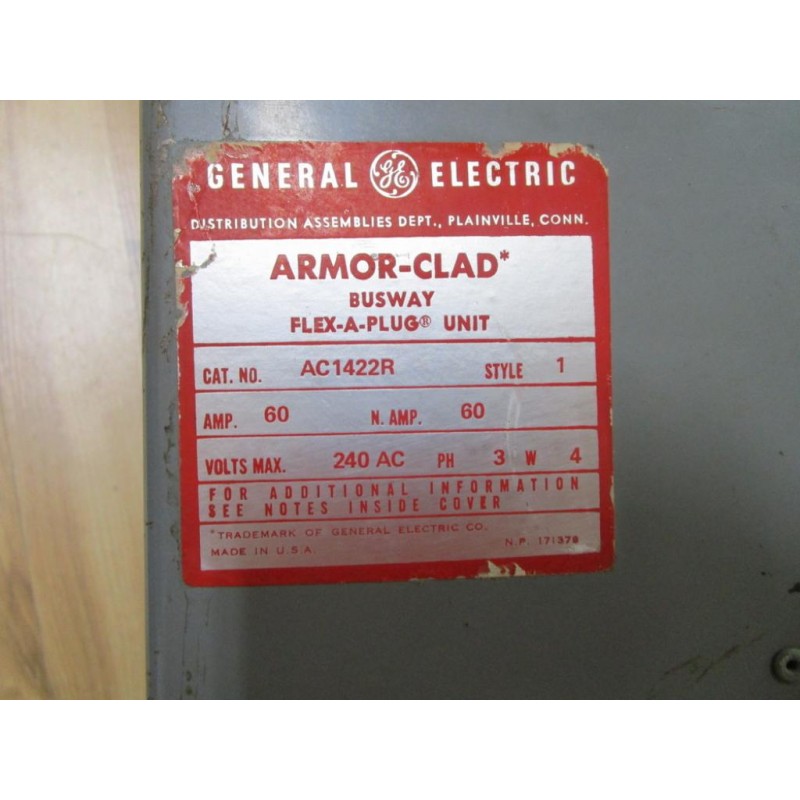 GENERAL GE ELECTRIC
DISTRIBUTION ASSEMBLIES DEPT., PLAINVILLE, CONN.
ARMOR-CLAD*
BUSWAY
FLEX-A-PLUG® UNIT
CAT. NO. AC1422R STYLE 1
AMP. 60 N. AMP. 60
VOLTS MAX. 240 AC PH 3 W 4
FOR ADDITIONAL INFORMATION
SEE NOTES INSIDE COVER
*TRADEMARK OF GENERAL ELECTRIC CO.
MADE IN U.S.A. N.P. 171379